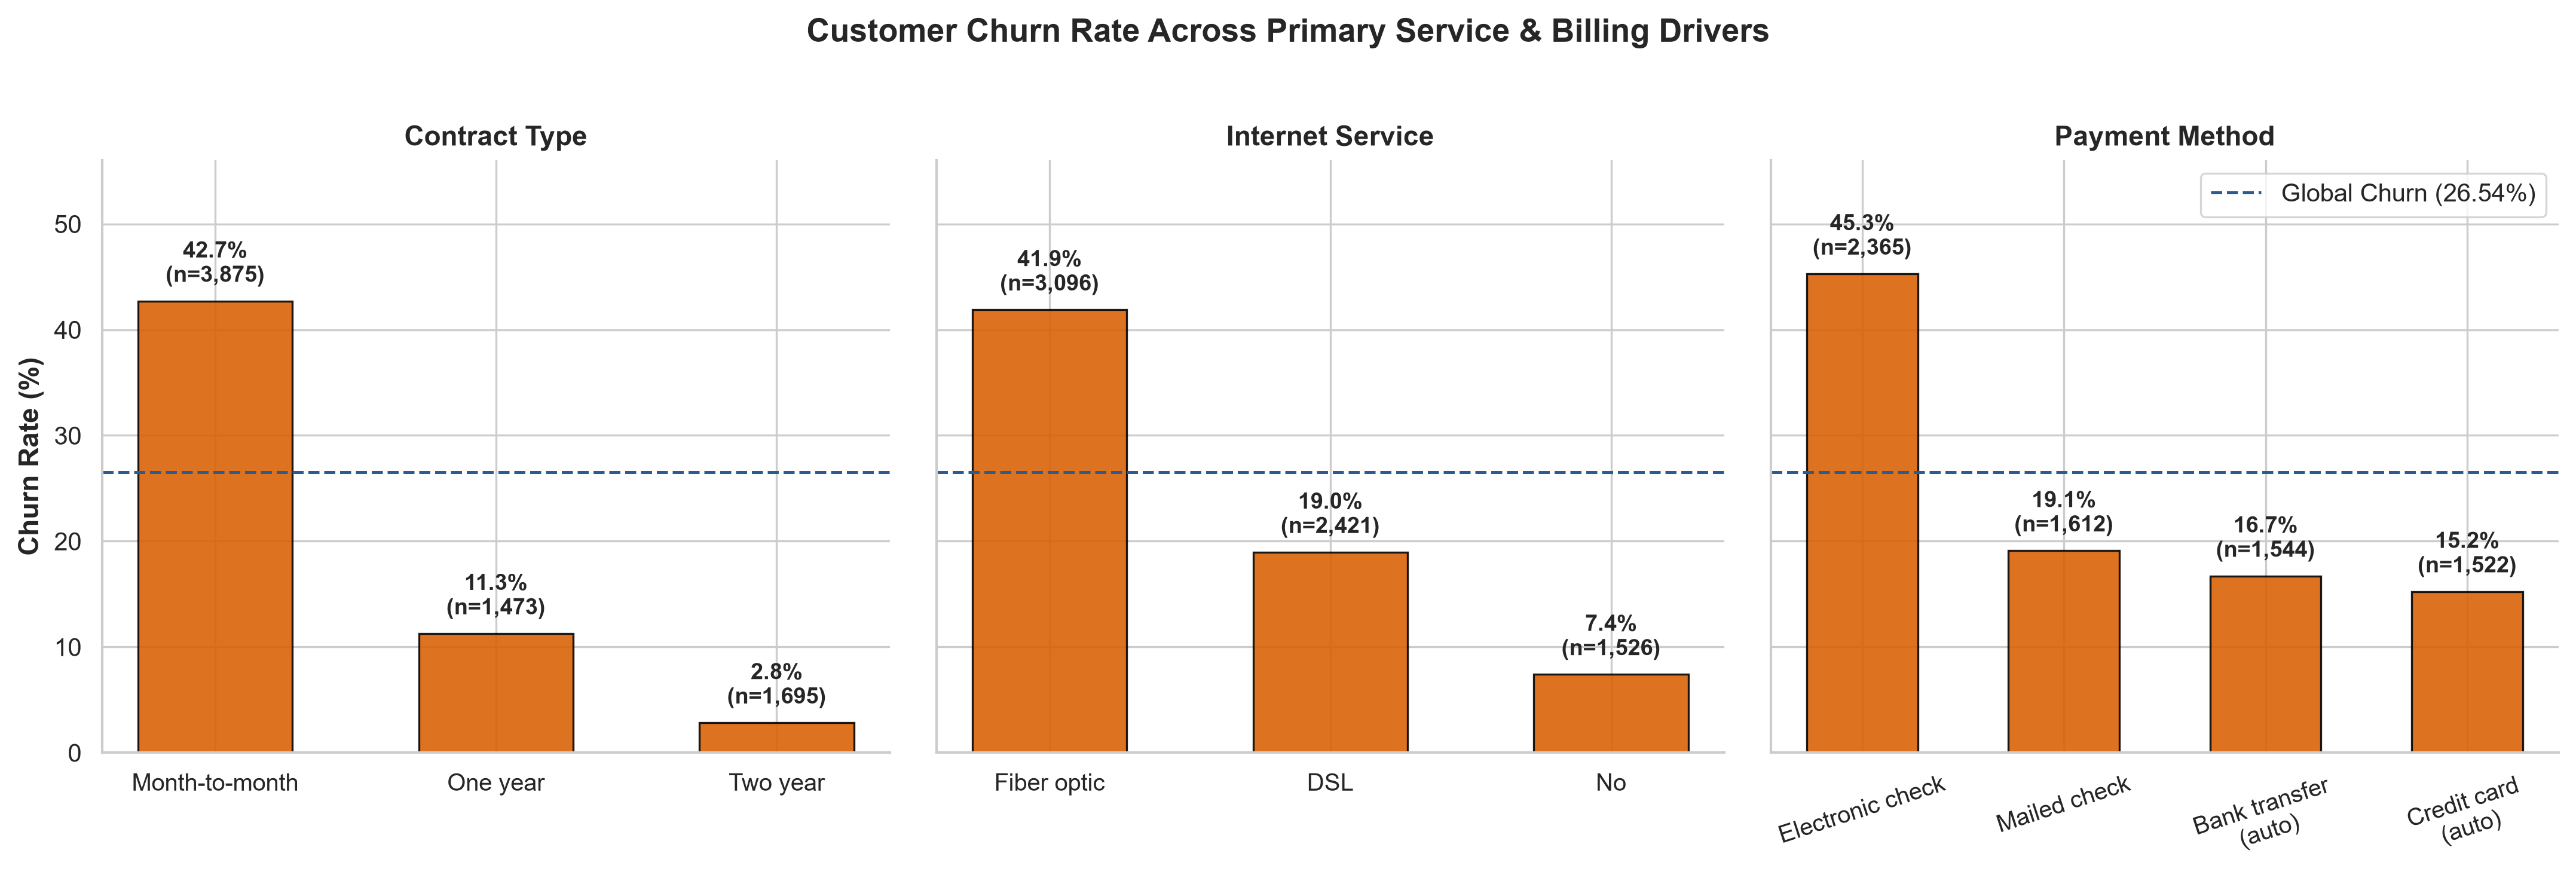 Customer Churn Rate Across Primary Service & Billing Drivers
Contract Type
Churn Rate (%)
50
40
30
20
10
0
42.7%
(n=3,875)
11.3%
(n=1,473)
2.8%
(n=1,695)
Month-to-month
One year
Two year
Internet Service
41.9%
(n=3,096)
19.0%
(n=2,421)
7.4%
(n=1,526)
Fiber optic
DSL
No
Payment Method
Global Churn (26.54%)
45.3%
(n=2,365)
19.1%
(n=1,612)
16.7%
(n=1,544)
15.2%
(n=1,522)
Electronic check
Mailed check
Bank transfer
(auto)
Credit card
(auto)